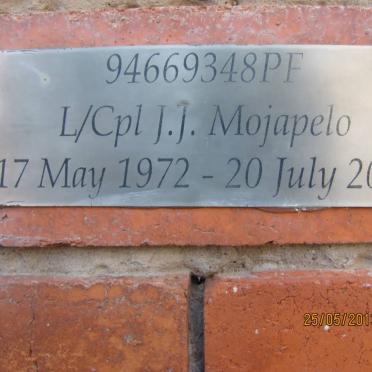 94669348PF
L/Cpl J.J. Mojapelo
17 May 1972 - 20 July 20
25/05/201